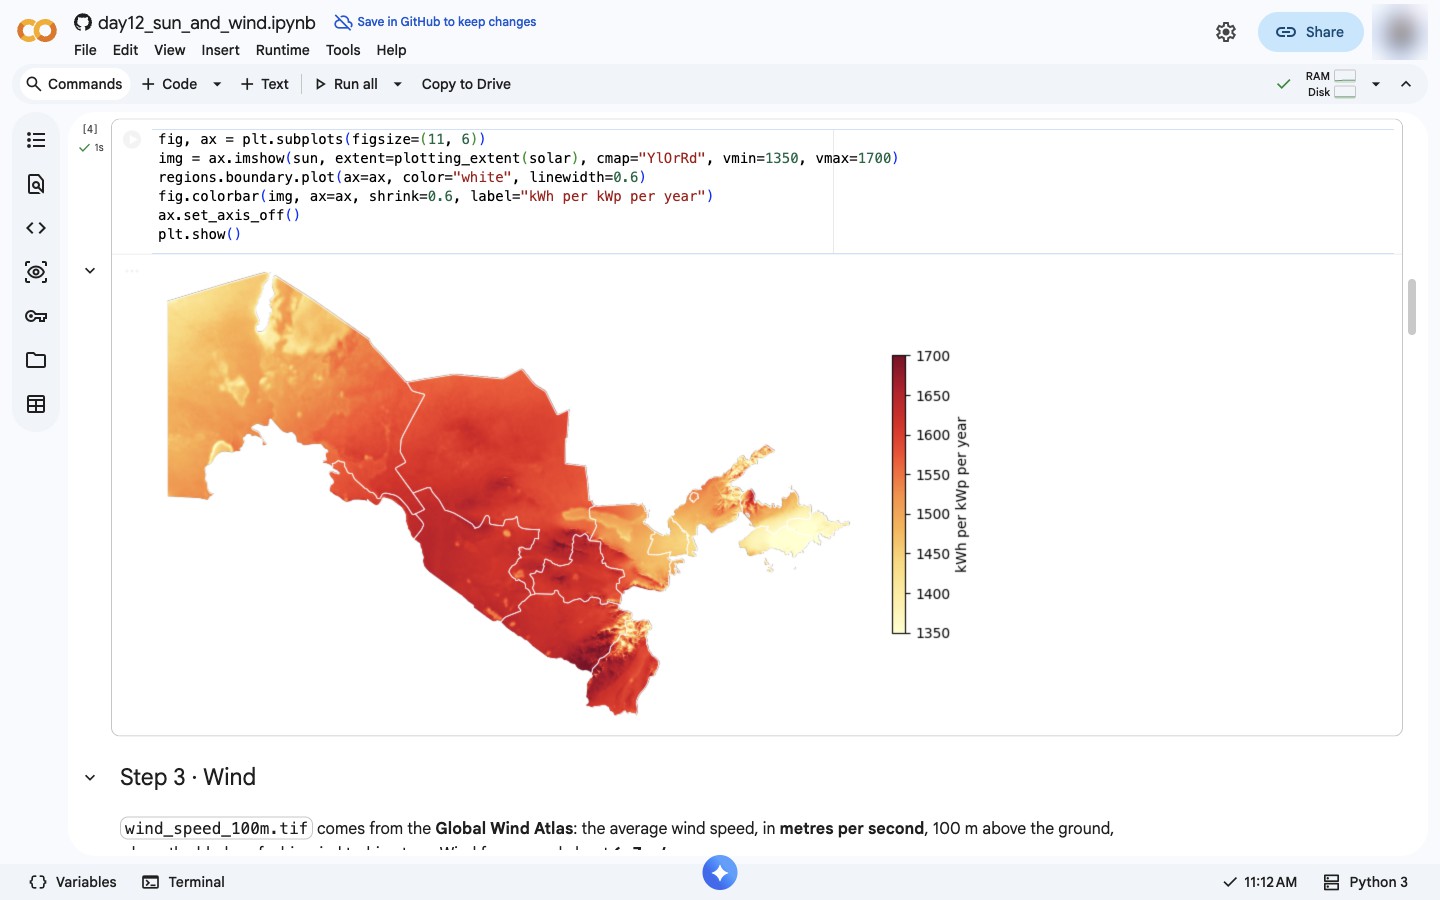 day12_sun_and_wind.ipynb
Save in GitHub to keep changes
File Edit View Insert Runtime Tools Help
Share
Commands + Code + Text Run all Copy to Drive
RAM
Disk
[4]
1s
fig, ax = plt.subplots(figsize=(11, 6))
img = ax.imshow(sun, extent=plotting_extent(solar), cmap="YlOrRd", vmin=1350, vmax=1700)
regions.boundary.plot(ax=ax, color="white", linewidth=0.6)
fig.colorbar(img, ax=ax, shrink=0.6, label="kWh per kWp per year")
ax.set_axis_off()
plt.show()
1700
1650
1600
1550
1500
1450
1400
1350
kWh per kWp per year
Step 3 · Wind
wind_speed_100m.tif comes from the Global Wind Atlas: the average wind speed, in metres per second, 100 m above the ground,
Variables Terminal
11:12 AM Python 3